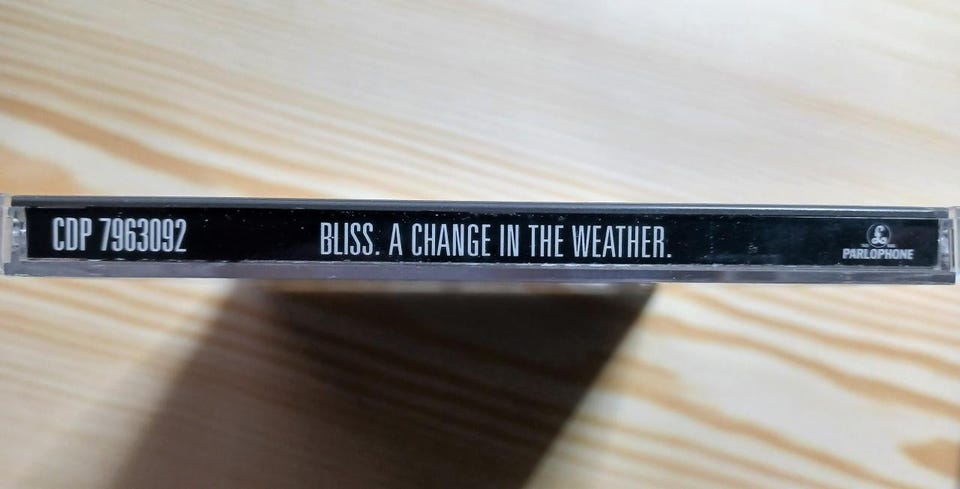 CDP 7963092
BLISS. A CHANGE IN THE WEATHER.
PARLOPHONE